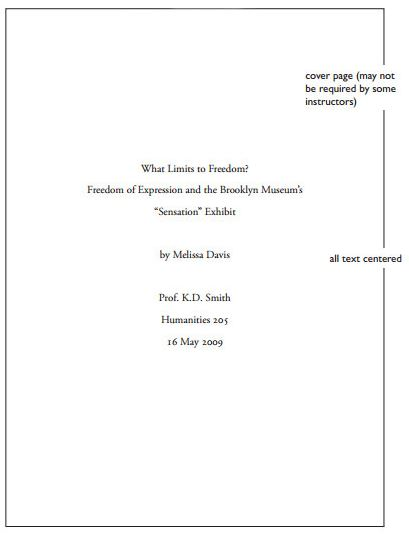 cover page (may not
be required by some
instructors)
What Limits to Freedom?
Freedom of Expression and the Brooklyn Museum's
“Sensation” Exhibit
by Melissa Davis
all text centered
Prof. K.D. Smith
Humanities 205
16 May 2009